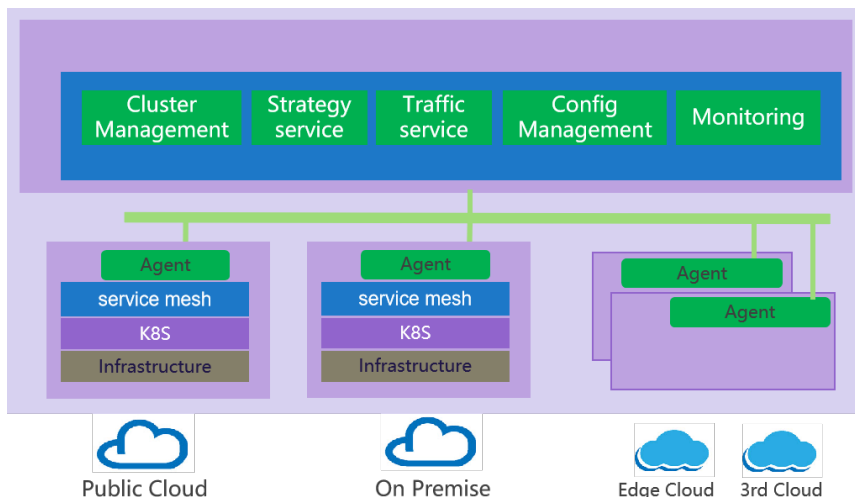 Cluster
Management
Strategy
service
Traffic
service
Config
Management
Monitoring
Agent
service mesh
K8S
Infrastructure
Agent
service mesh
K8S
Infrastructure
Agent
Agent
Public Cloud
On Premise
Edge Cloud
3rd Cloud